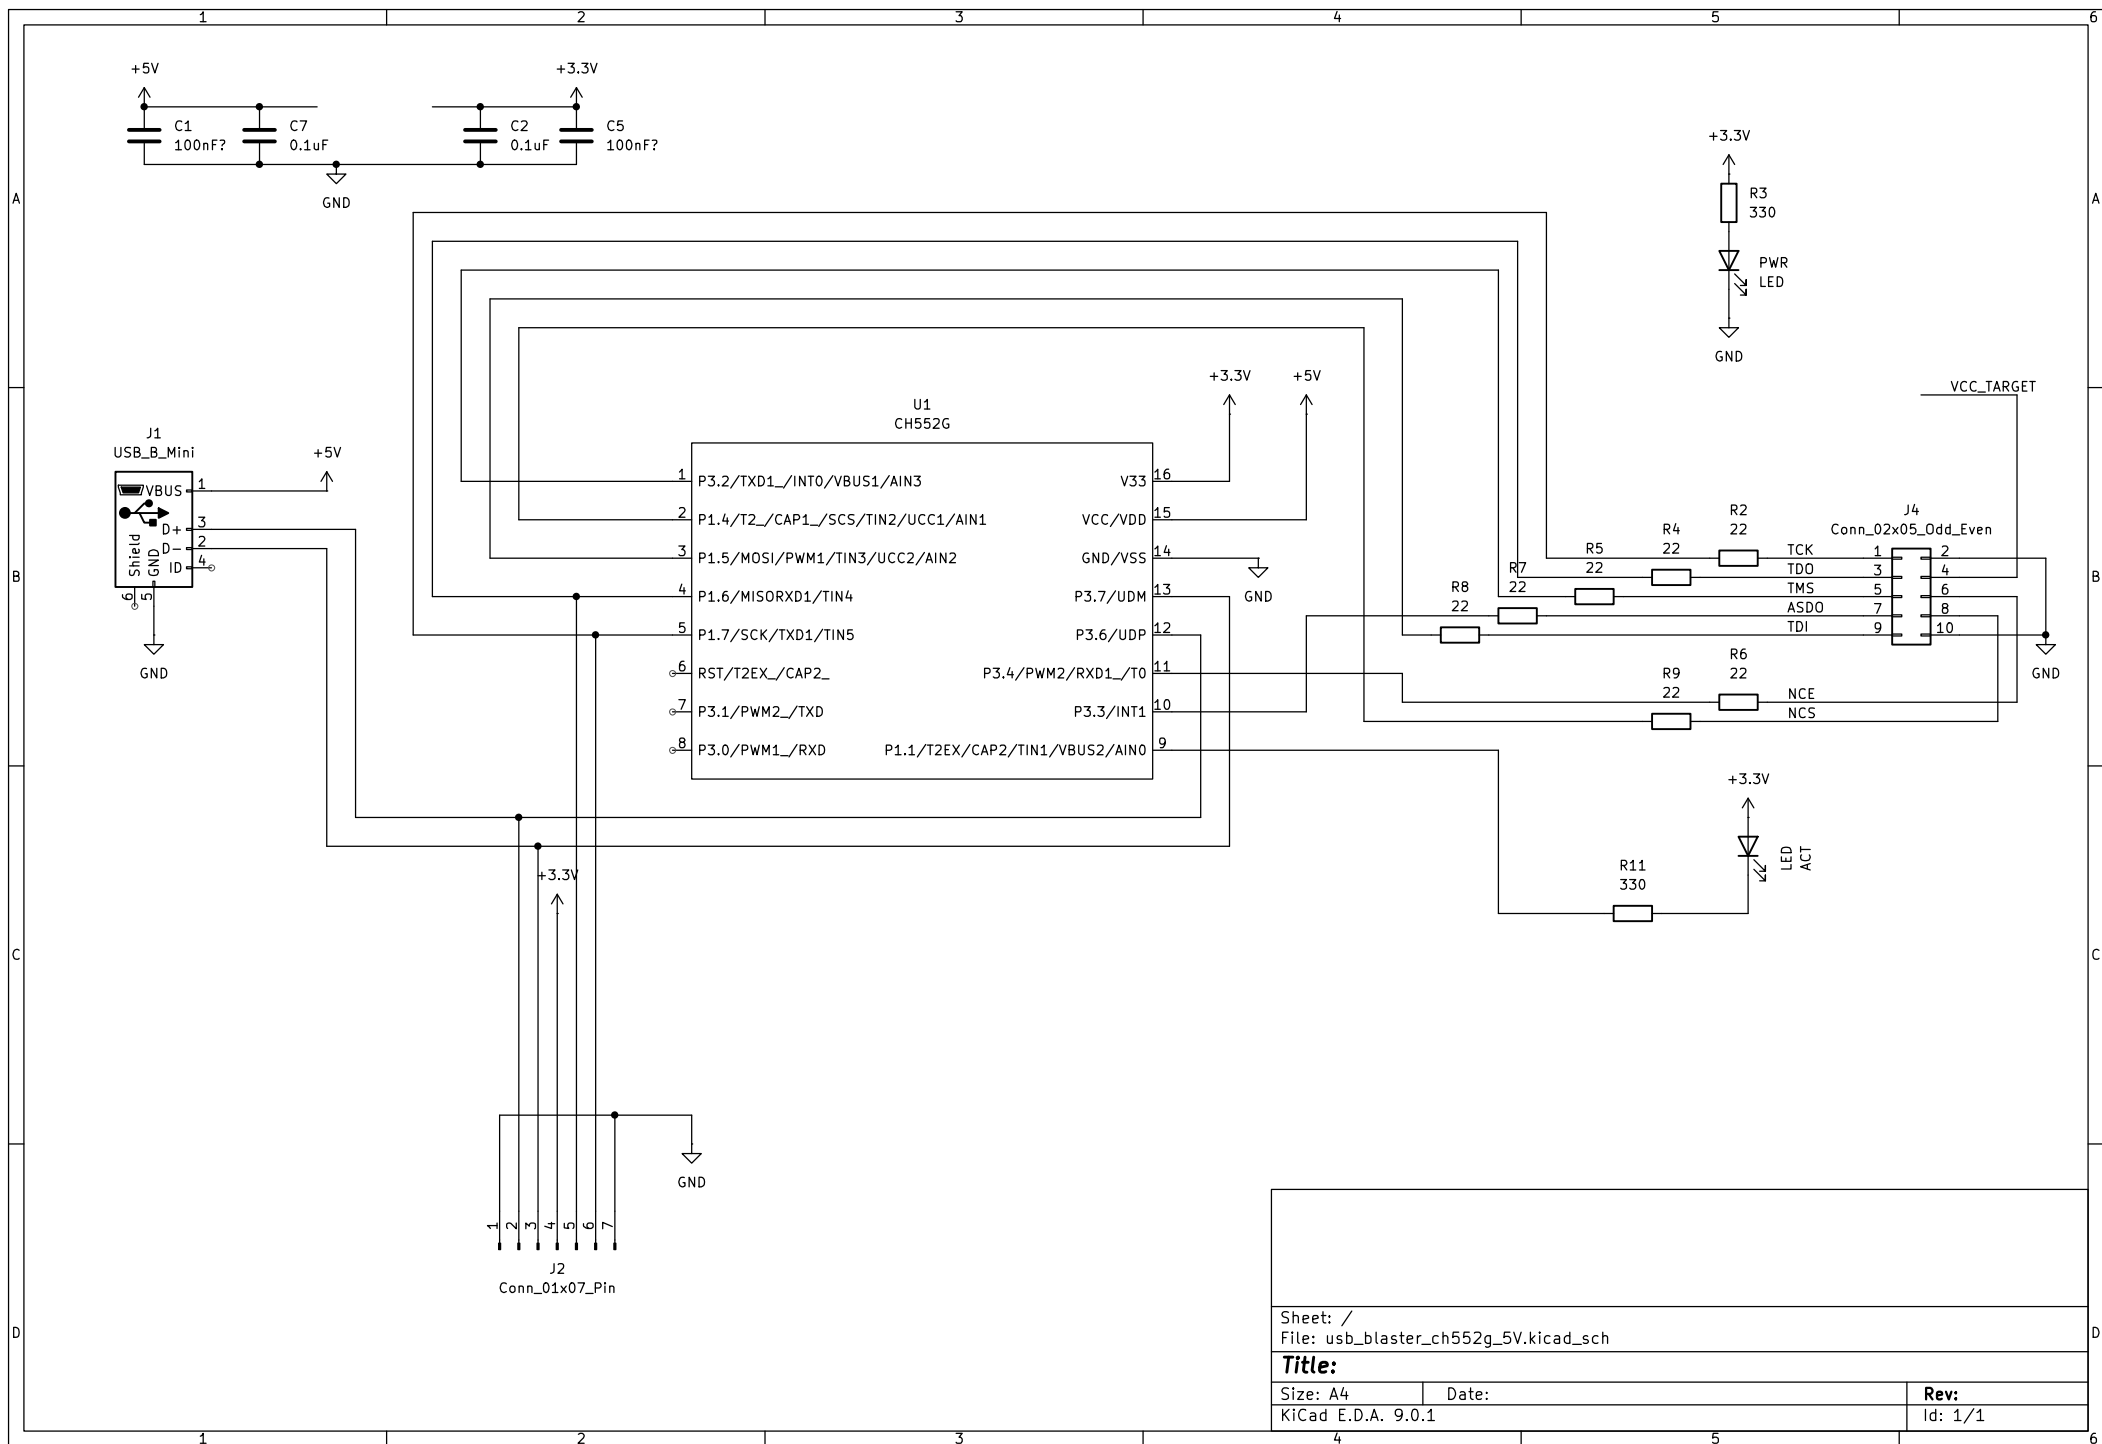 1 2 3 4 5 6
A
B
C
D
A
B
C
D
1 2 3 4 5 6
+5V
C1
100nF?
C7
0.1uF
GND
+3.3V
C2
0.1uF
C5
100nF?
+3.3V
R3
330
PWR
LED
GND
J1
USB_B_Mini
VBUS 1
D+ 3
D- 2
ID 4
Shield 6
GND 5
+5V
GND
U1
CH552G
1 P3.2/TXD1_/INT0/VBUS1/AIN3
2 P1.4/T2_/CAP1_/SCS/TIN2/UCC1/AIN1
3 P1.5/MOSI/PWM1/TIN3/UCC2/AIN2
4 P1.6/MISORXD1/TIN4
5 P1.7/SCK/TXD1/TIN5
6 RST/T2EX_/CAP2_
7 P3.1/PWM2_/TXD
8 P3.0/PWM1_/RXD
V33 16
VCC/VDD 15
GND/VSS 14
P3.7/UDM 13
P3.6/UDP 12
P3.4/PWM2/RXD1_/T0 11
P3.3/INT1 10
P1.1/T2EX/CAP2/TIN1/VBUS2/AIN0 9
+3.3V
+5V
GND
VCC_TARGET
J4
Conn_02x05_Odd_Even
R2
22
R4
22
R5
22
R7
22
R8
22
TCK 1 2
TDO 3 4
TMS 5 6
ASDO 7 8
TDI 9 10
GND
R6
22
R9
22
NCE
NCS
+3.3V
LED
ACT
R11
330
+3.3V
GND
1 2 3 4 5 6 7
J2
Conn_01x07_Pin
Sheet: /
File: usb_blaster_ch552g_5V.kicad_sch
Title:
Size: A4 Date: Rev:
KiCad E.D.A. 9.0.1 Id: 1/1